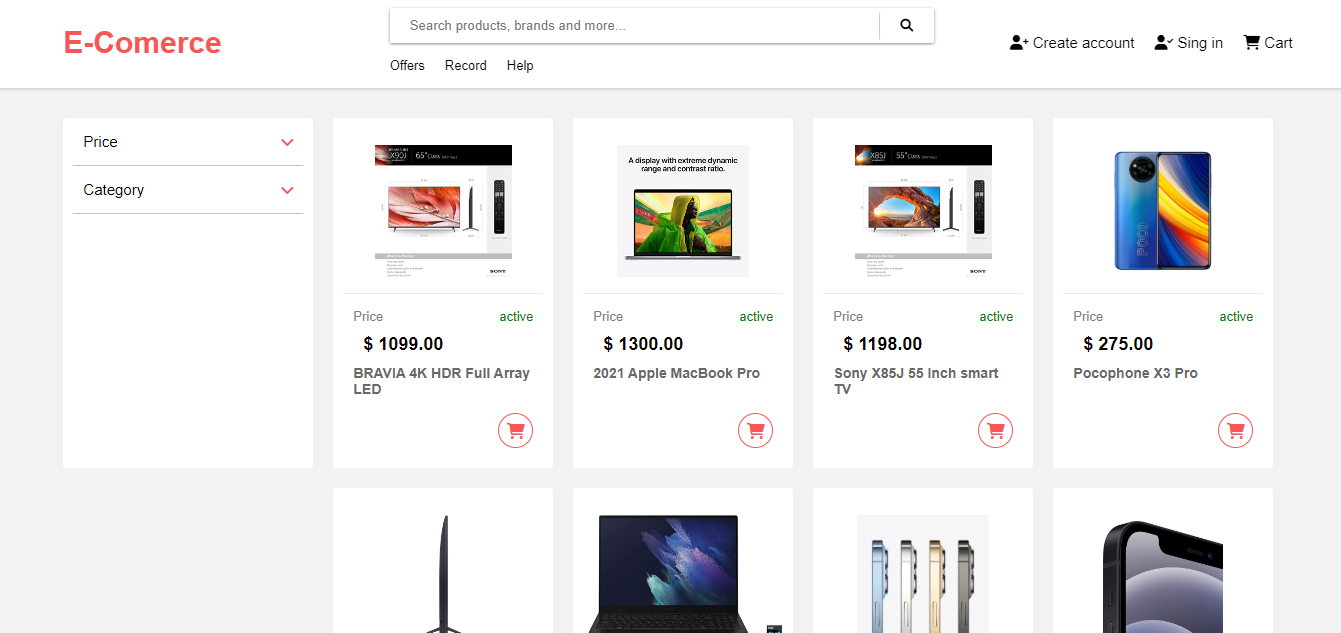 E-Comerce
Search products, brands and more...
Offers Record Help
Create account Sing in Cart
Price
Category
X90J 65" Class
SONY
Price active
$ 1099.00
BRAVIA 4K HDR Full Array
LED
A display with extreme dynamic
range and contrast ratio.
Price active
$ 1300.00
2021 Apple MacBook Pro
X85J 55" Class
SONY
Price active
$ 1198.00
Sony X85J 55 Inch smart
TV
POCO
Price active
$ 275.00
Pocophone X3 Pro